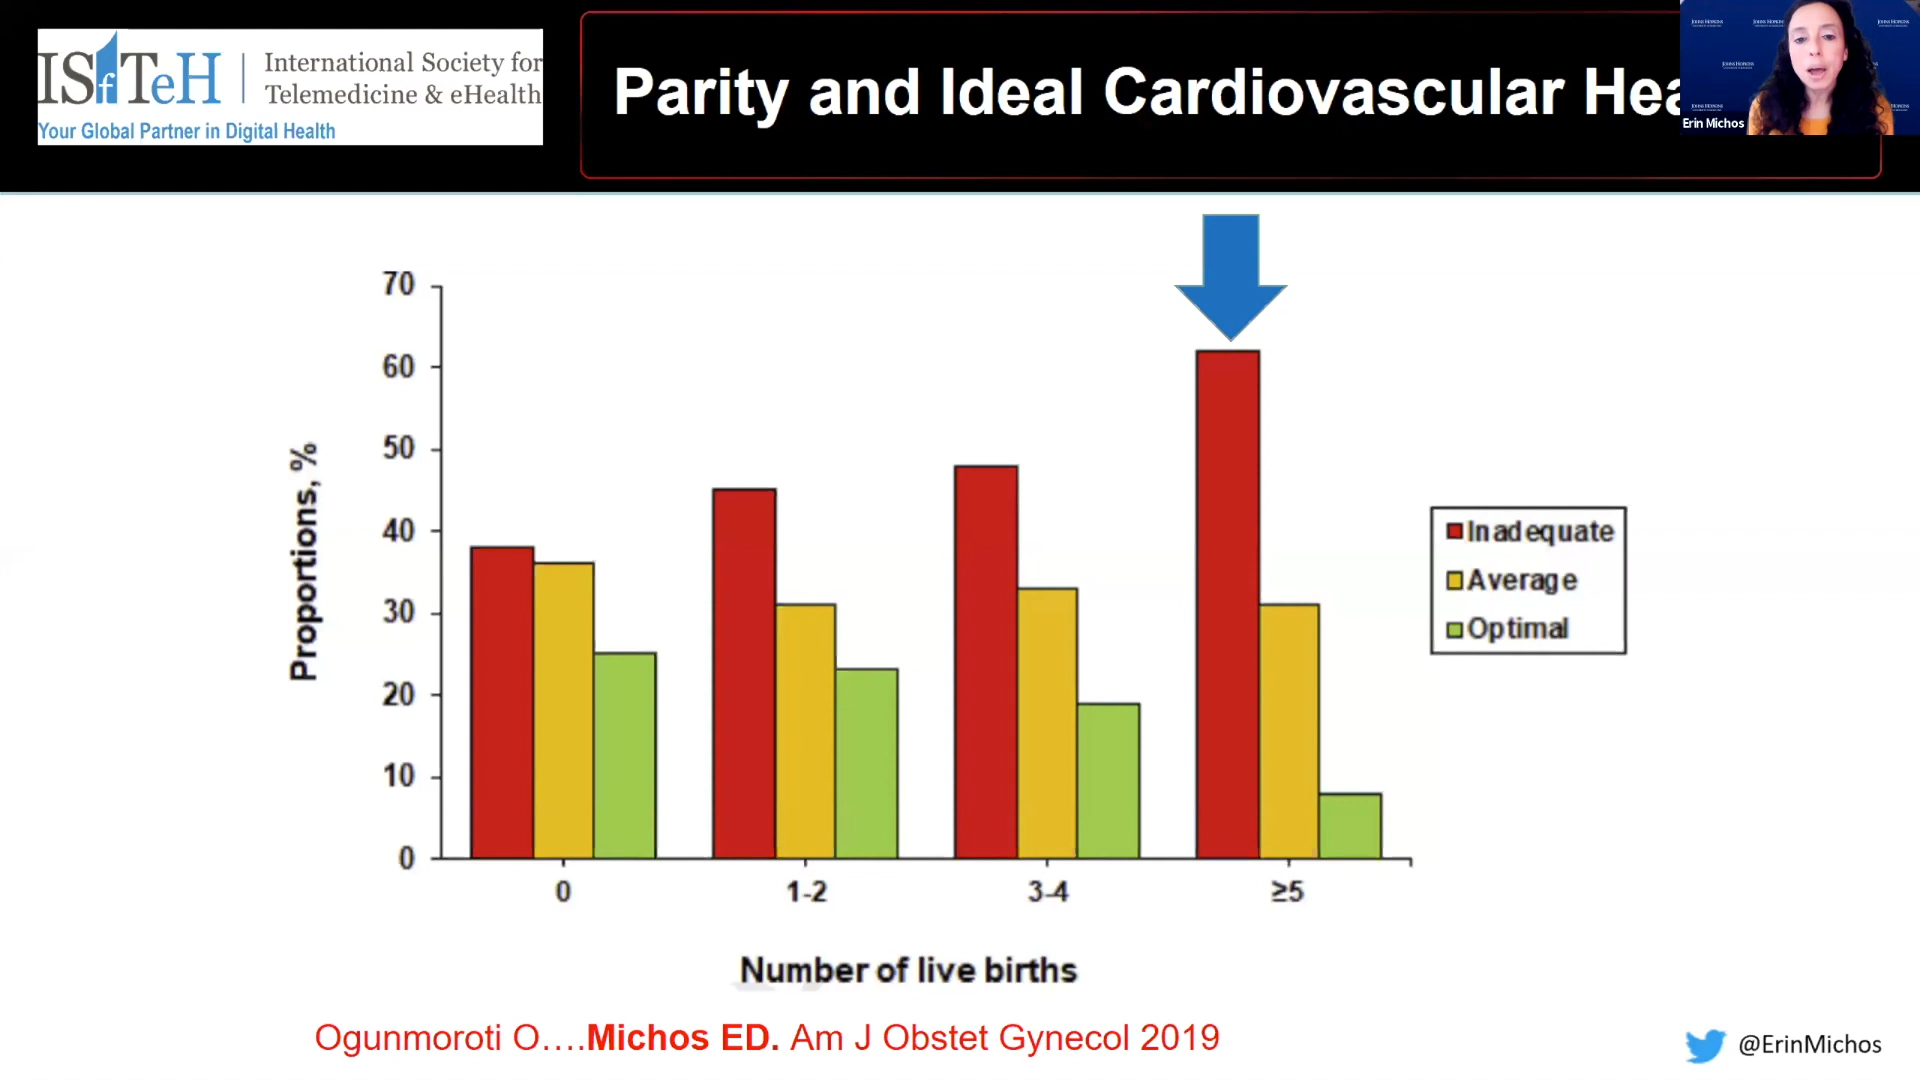 ISfTeH
International Society for
Telemedicine & eHealth
Your Global Partner in Digital Health
Parity and Ideal Cardiovascular Hea
JOHNS HOPKINS
Erin Michos
70
60
50
40
30
20
10
0
Proportions, %
0
1-2
3-4
≥5
Number of live births
Inadequate
Average
Optimal
Ogunmoroti O....Michos ED. Am J Obstet Gynecol 2019
@ErinMichos